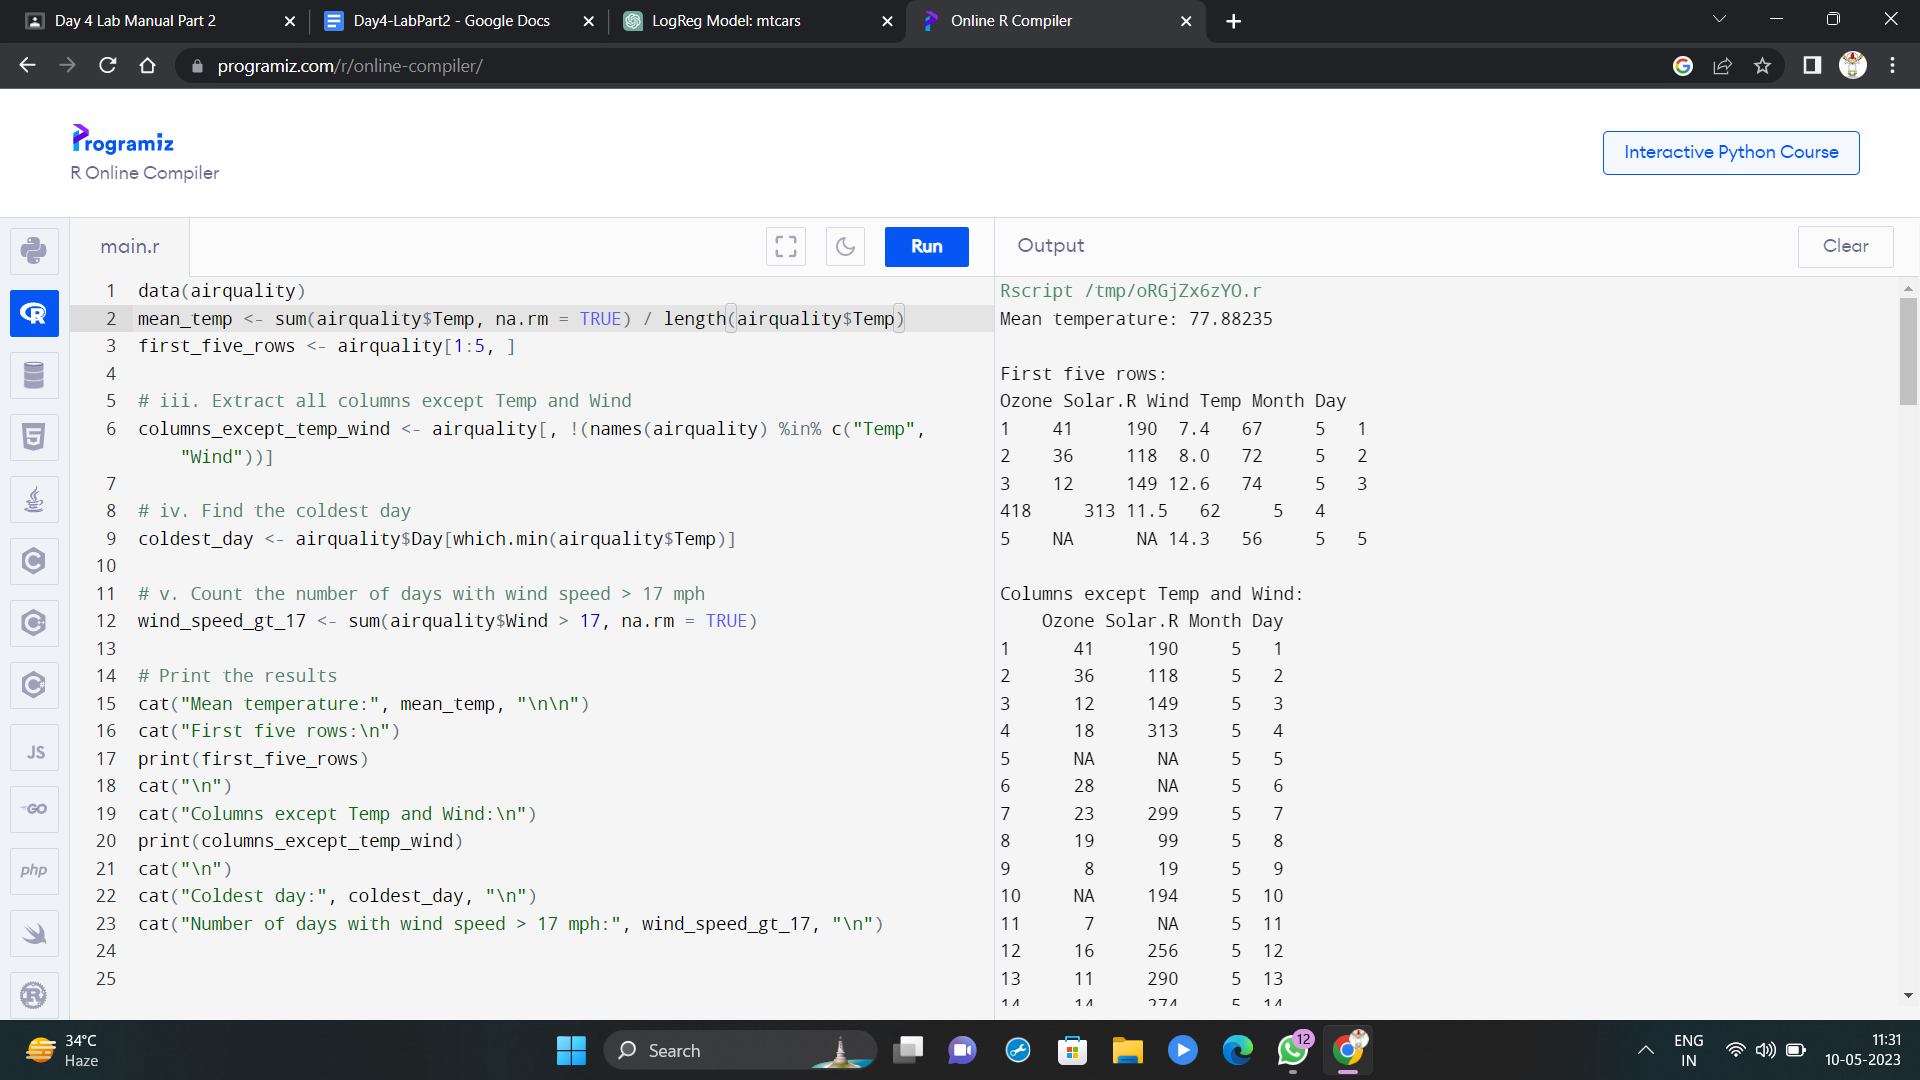 Day 4 Lab Manual Part 2
Day4-LabPart2 - Google Docs
LogReg Model: mtcars
Online R Compiler
programiz.com/r/online-compiler/
Programiz
R Online Compiler
Interactive Python Course
main.r
Run
Output
Clear
1 data(airquality)
2 mean_temp <- sum(airquality$Temp, na.rm = TRUE) / length(airquality$Temp)
3 first_five_rows <- airquality[1:5, ]
4
5 # iii. Extract all columns except Temp and Wind
6 columns_except_temp_wind <- airquality[, !(names(airquality) %in% c("Temp",
"Wind"))]
7
8 # iv. Find the coldest day
9 coldest_day <- airquality$Day[which.min(airquality$Temp)]
10
11 # v. Count the number of days with wind speed > 17 mph
12 wind_speed_gt_17 <- sum(airquality$Wind > 17, na.rm = TRUE)
13
14 # Print the results
15 cat("Mean temperature:", mean_temp, "\n\n")
16 cat("First five rows:\n")
17 print(first_five_rows)
18 cat("\n")
19 cat("Columns except Temp and Wind:\n")
20 print(columns_except_temp_wind)
21 cat("\n")
22 cat("Coldest day:", coldest_day, "\n")
23 cat("Number of days with wind speed > 17 mph:", wind_speed_gt_17, "\n")
24
25
Rscript /tmp/oRGjZx6zYO.r
Mean temperature: 77.88235
First five rows:
Ozone Solar.R Wind Temp Month Day
1 41 190 7.4 67 5 1
2 36 118 8.0 72 5 2
3 12 149 12.6 74 5 3
418 313 11.5 62 5 4
5 NA NA 14.3 56 5 5
Columns except Temp and Wind:
Ozone Solar.R Month Day
1 41 190 5 1
2 36 118 5 2
3 12 149 5 3
4 18 313 5 4
5 NA NA 5 5
6 28 NA 5 6
7 23 299 5 7
8 19 99 5 8
9 8 19 5 9
10 NA 194 5 10
11 7 NA 5 11
12 16 256 5 12
13 11 290 5 13
14 14 274 5 14
JS
GO
php
34°C
Haze
Search
12
ENG
IN
11:31
10-05-2023